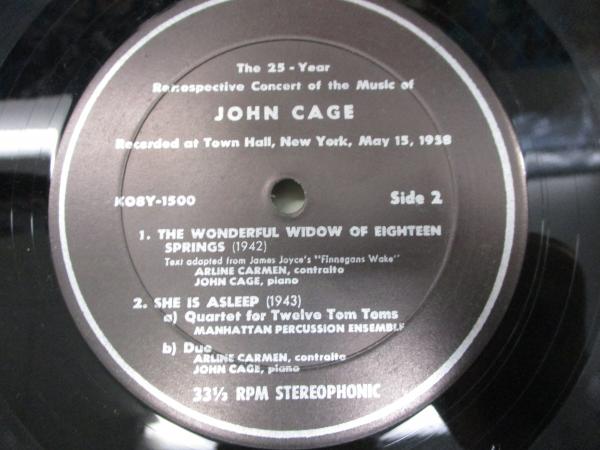 The 25-Year
Retrospective Concert of the Music of
JOHN CAGE
Recorded at Town Hall, New York, May 15, 1958
KO8Y-1500 Side 2
1. THE WONDERFUL WIDOW OF EIGHTEEN
SPRINGS (1942)
Text adapted from James Joyce's "Finnegans Wake"
ARLINE CARMEN, contralto
JOHN CAGE, piano
2. SHE IS ASLEEP (1943)
a) Quartet for Twelve Tom Toms
MANHATTAN PERCUSSION ENSEMBLE
b) Duo
ARLINE CARMEN, contralto
JOHN CAGE, piano
33⅓ RPM STEREOPHONIC